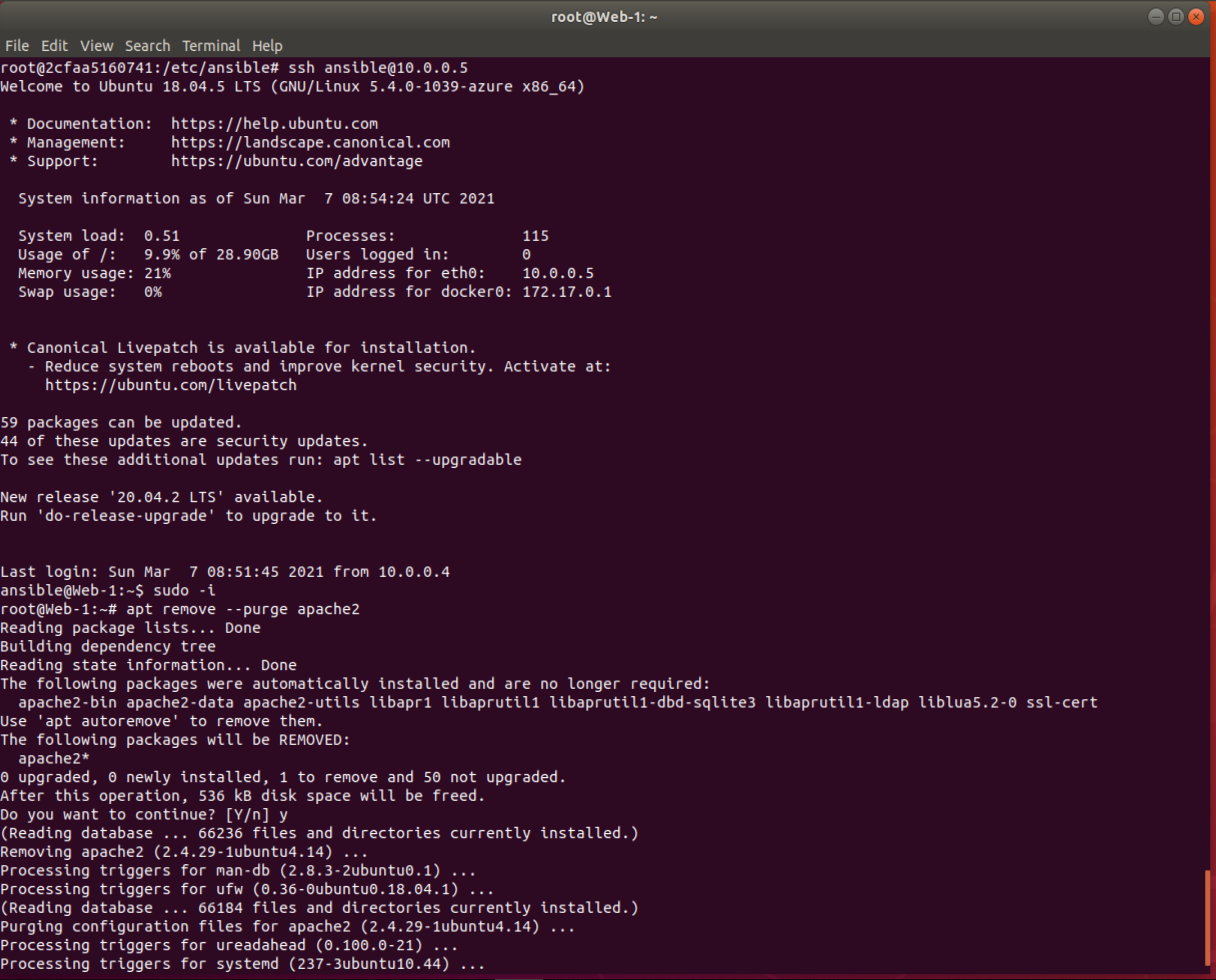 root@Web-1: ~
File Edit View Search Terminal Help
root@2cfaa5160741:/etc/ansible# ssh ansible@10.0.0.5
Welcome to Ubuntu 18.04.5 LTS (GNU/Linux 5.4.0-1039-azure x86_64)

 * Documentation:  https://help.ubuntu.com
 * Management:     https://landscape.canonical.com
 * Support:        https://ubuntu.com/advantage

  System information as of Sun Mar  7 08:54:24 UTC 2021

  System load:  0.51              Processes:              115
  Usage of /:   9.9% of 28.90GB   Users logged in:        0
  Memory usage: 21%               IP address for eth0:    10.0.0.5
  Swap usage:   0%                IP address for docker0: 172.17.0.1

 * Canonical Livepatch is available for installation.
   - Reduce system reboots and improve kernel security. Activate at:
     https://ubuntu.com/livepatch

59 packages can be updated.
44 of these updates are security updates.
To see these additional updates run: apt list --upgradable

New release '20.04.2 LTS' available.
Run 'do-release-upgrade' to upgrade to it.

Last login: Sun Mar  7 08:51:45 2021 from 10.0.0.4
ansible@Web-1:~$ sudo -i
root@Web-1:~# apt remove --purge apache2
Reading package lists... Done
Building dependency tree
Reading state information... Done
The following packages were automatically installed and are no longer required:
  apache2-bin apache2-data apache2-utils libapr1 libaprutil1 libaprutil1-dbd-sqlite3 libaprutil1-ldap liblua5.2-0 ssl-cert
Use 'apt autoremove' to remove them.
The following packages will be REMOVED:
  apache2*
0 upgraded, 0 newly installed, 1 to remove and 50 not upgraded.
After this operation, 536 kB disk space will be freed.
Do you want to continue? [Y/n] y
(Reading database ... 66236 files and directories currently installed.)
Removing apache2 (2.4.29-1ubuntu4.14) ...
Processing triggers for man-db (2.8.3-2ubuntu0.1) ...
Processing triggers for ufw (0.36-0ubuntu0.18.04.1) ...
(Reading database ... 66184 files and directories currently installed.)
Purging configuration files for apache2 (2.4.29-1ubuntu4.14) ...
Processing triggers for ureadahead (0.100.0-21) ...
Processing triggers for systemd (237-3ubuntu10.44) ...